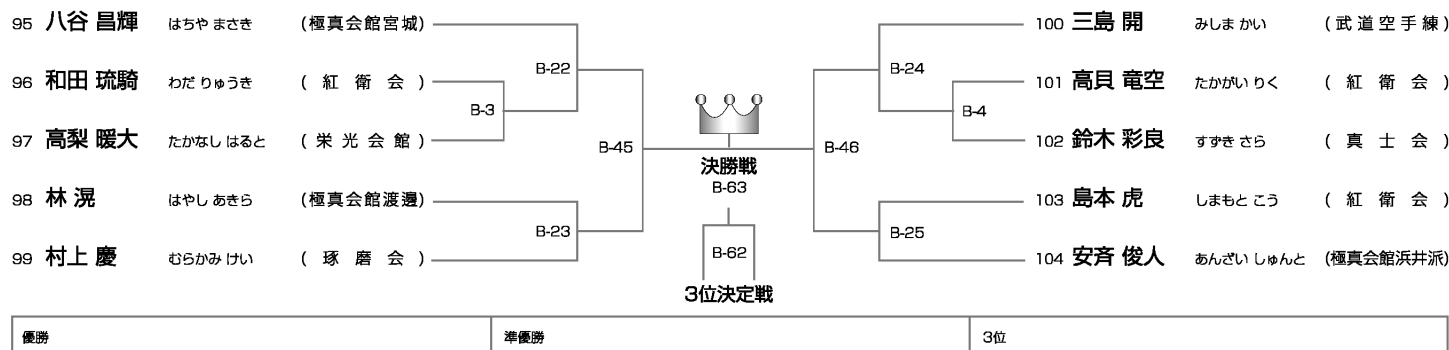 95 八谷 昌輝 はちや まさき (極真会館宮城)
96 和田 琉騎 わだ りゅうき ( 紅 衛 会 )
97 高梨 暖大 たかなし はると ( 栄 光 会 館 )
98 林 滉 はやし あきら (極真会館渡邊)
99 村上 慶 むらかみ けい ( 琢 磨 会 )
B-22
B-3
B-45
B-23
決勝戦
B-63
B-62
3位決定戦
B-24
B-4
B-46
B-25
100 三島 開 みしま かい ( 武 道 空 手 練 )
101 高貝 竜空 たかがい りく ( 紅 衛 会 )
102 鈴木 彩良 すずき さら ( 真 士 会 )
103 島本 虎 しまもと こう ( 紅 衛 会 )
104 安斉 俊人 あんざい しゅんと (極真会館浜井派)
優勝 準優勝 3位